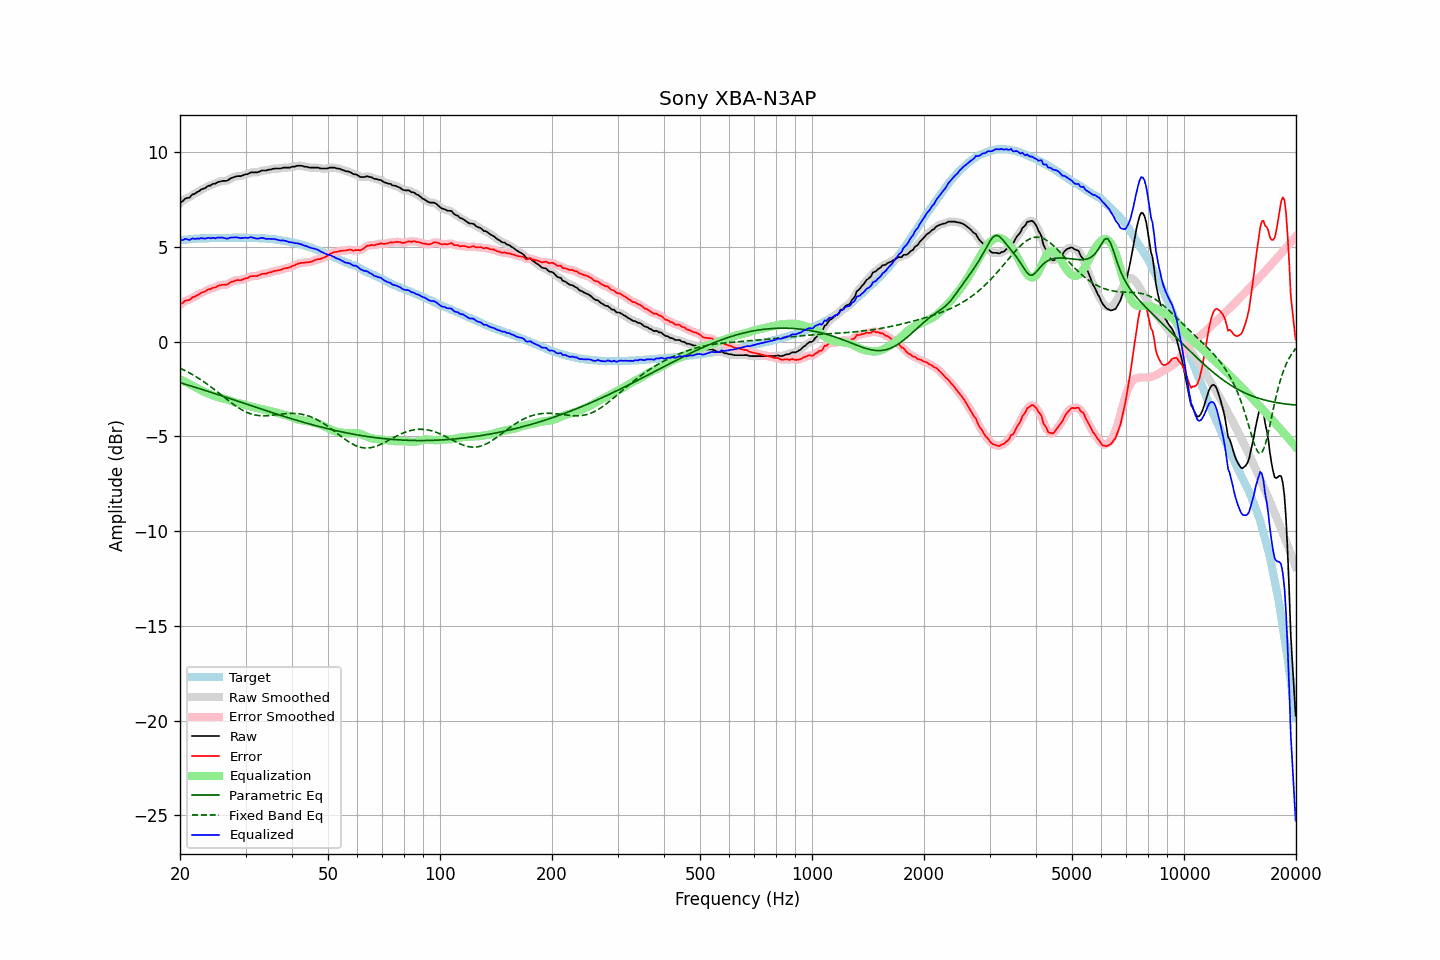 Sony XBA-N3AP
Amplitude (dBr)
10
5
0
−5
−10
−15
−20
−25
Target
Raw Smoothed
Error Smoothed
Raw
Error
Equalization
Parametric Eq
Fixed Band Eq
Equalized
20 50 100 200 500 1000 2000 5000 10000 20000
Frequency (Hz)